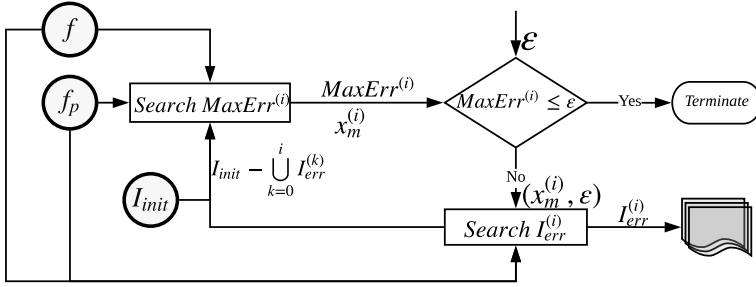 f
ε
f_p
Search MaxErr^(i)
MaxErr^(i)
x_m^(i)
MaxErr^(i) ≤ ε
Yes
Terminate
I_init − ⋃_{k=0}^{i} I_err^(k)
No
I_init
(x_m^(i), ε)
Search I_err^(i)
I_err^(i)